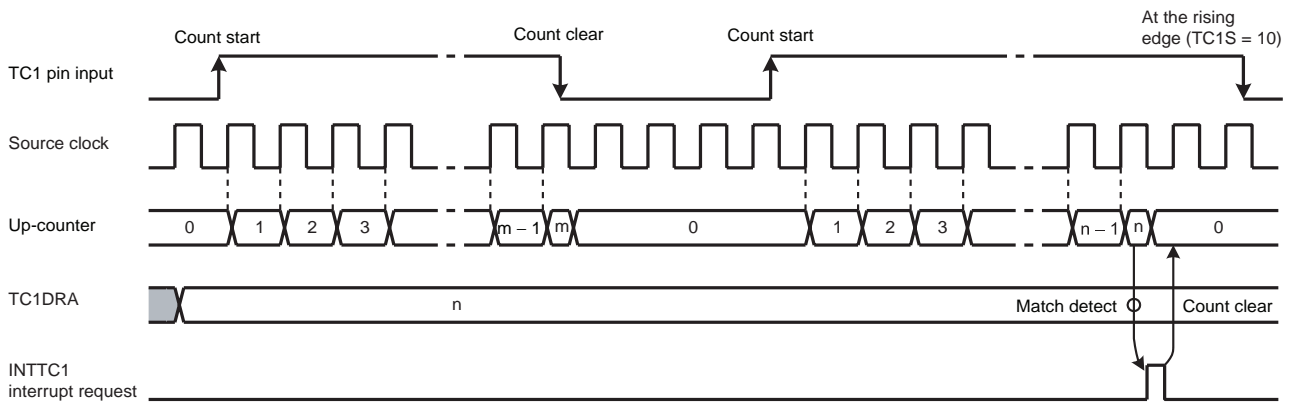 At the rising
edge (TC1S = 10)
Count start
Count clear
Count start
TC1 pin input
Source clock
Up-counter
0
1
2
3
m – 1
m
0
1
2
3
n – 1
n
0
TC1DRA
n
Match detect
Count clear
INTTC1
interrupt request